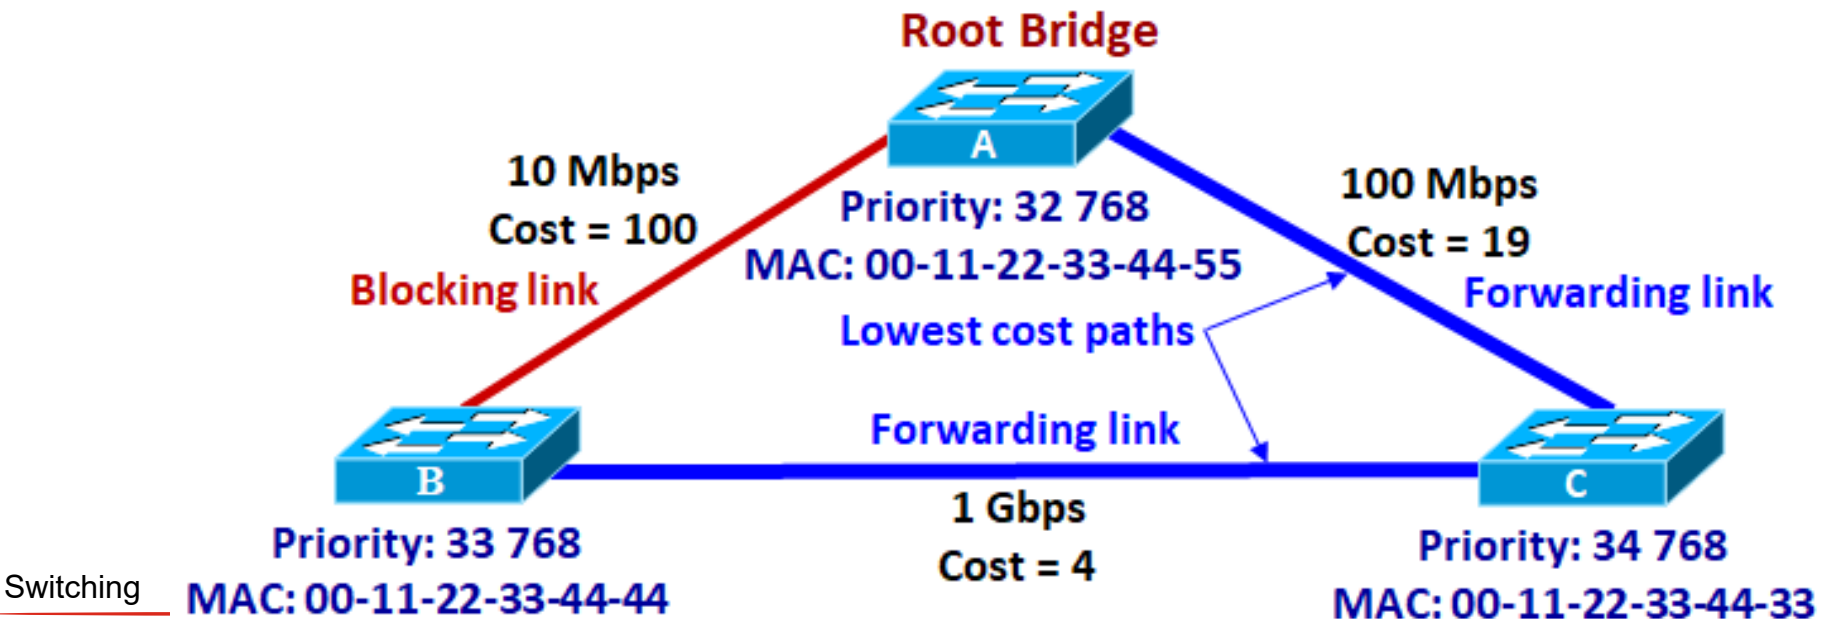 Root Bridge
A
10 Mbps
Cost = 100
Blocking link
Priority: 32 768
MAC: 00-11-22-33-44-55
100 Mbps
Cost = 19
Forwarding link
Lowest cost paths
Forwarding link
B
C
1 Gbps
Cost = 4
Priority: 33 768
MAC: 00-11-22-33-44-44
Priority: 34 768
MAC: 00-11-22-33-44-33
Switching